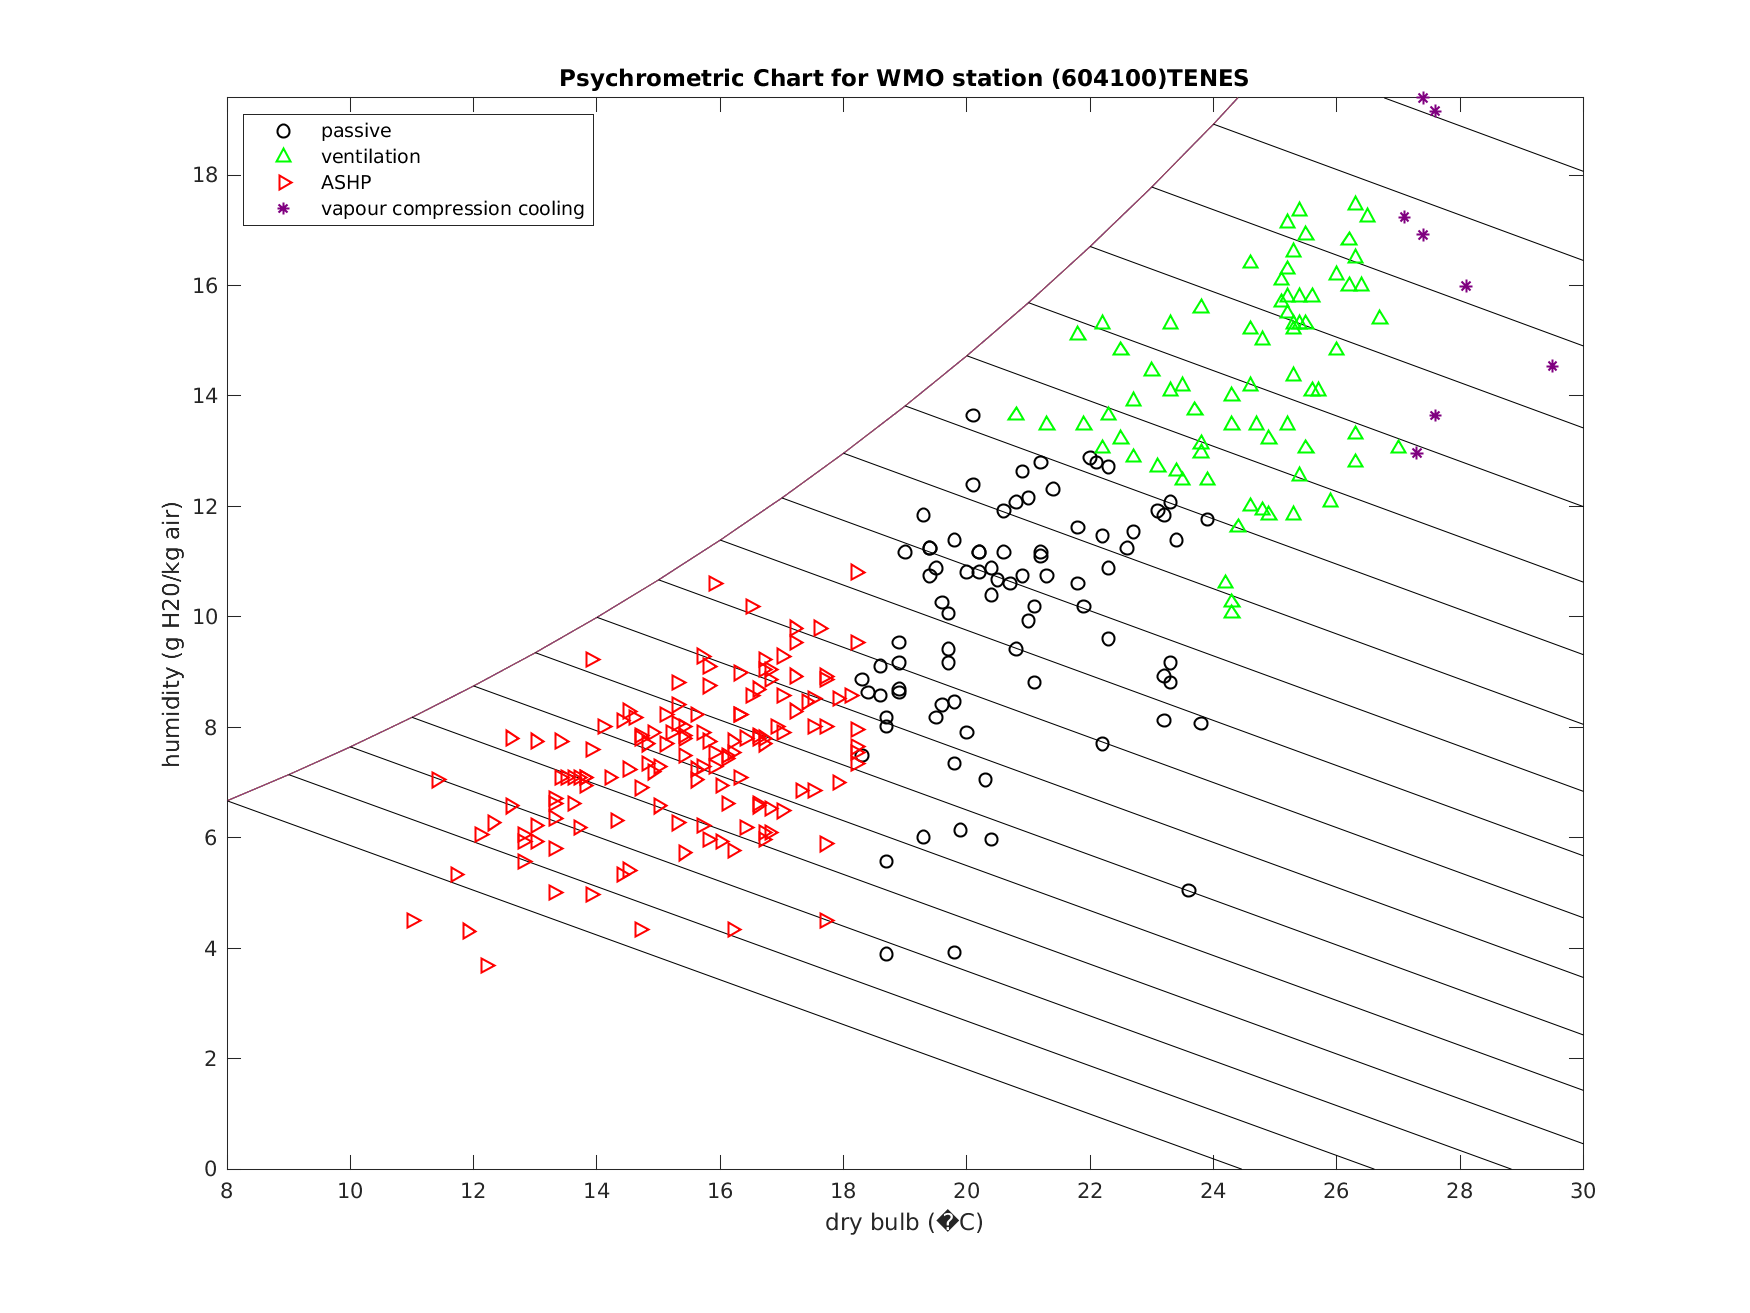 Psychrometric Chart for WMO station (604100)TENES
passive
ventilation
ASHP
vapour compression cooling
humidity (g H20/kg air)
18
16
14
12
10
8
6
4
2
0
8 10 12 14 16 18 20 22 24 26 28 30
dry bulb (�C)